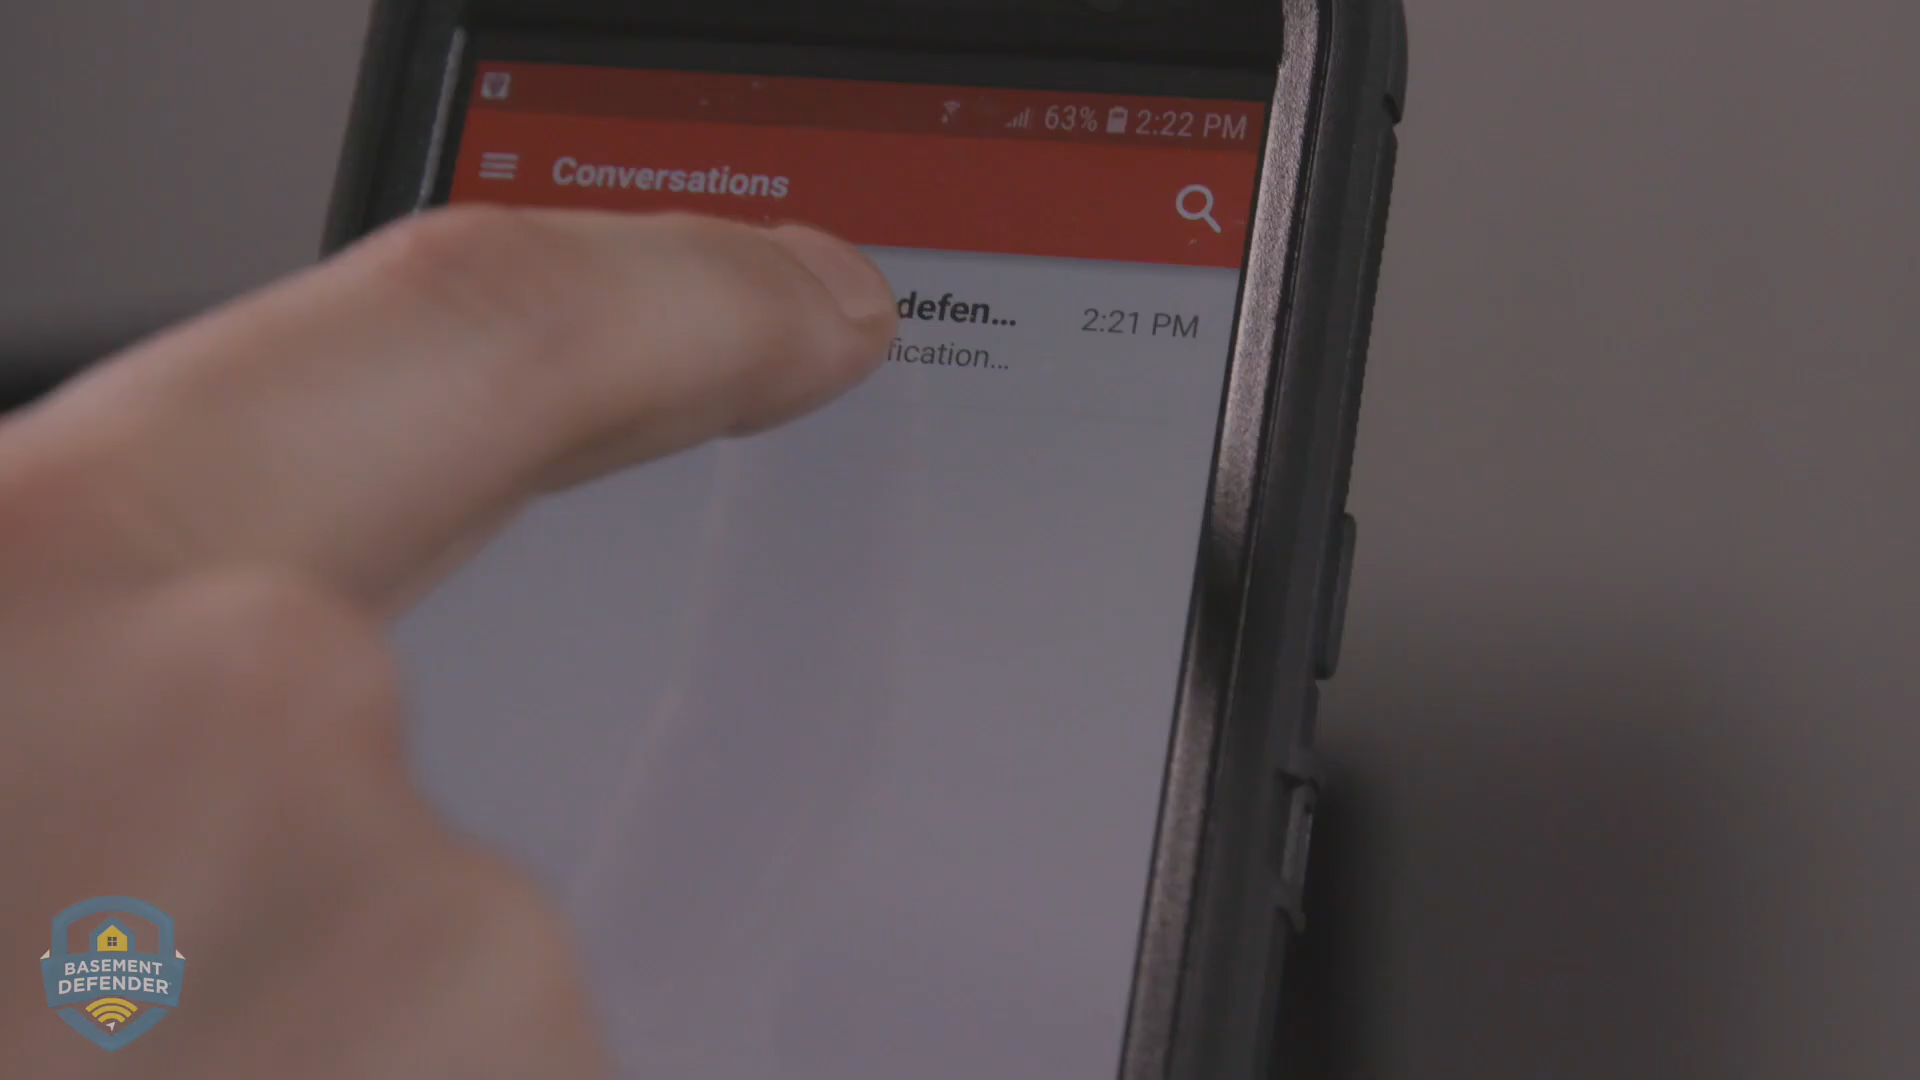 63% 2:22 PM
Conversations
defen... 2:21 PM
fication...
BASEMENT
DEFENDER